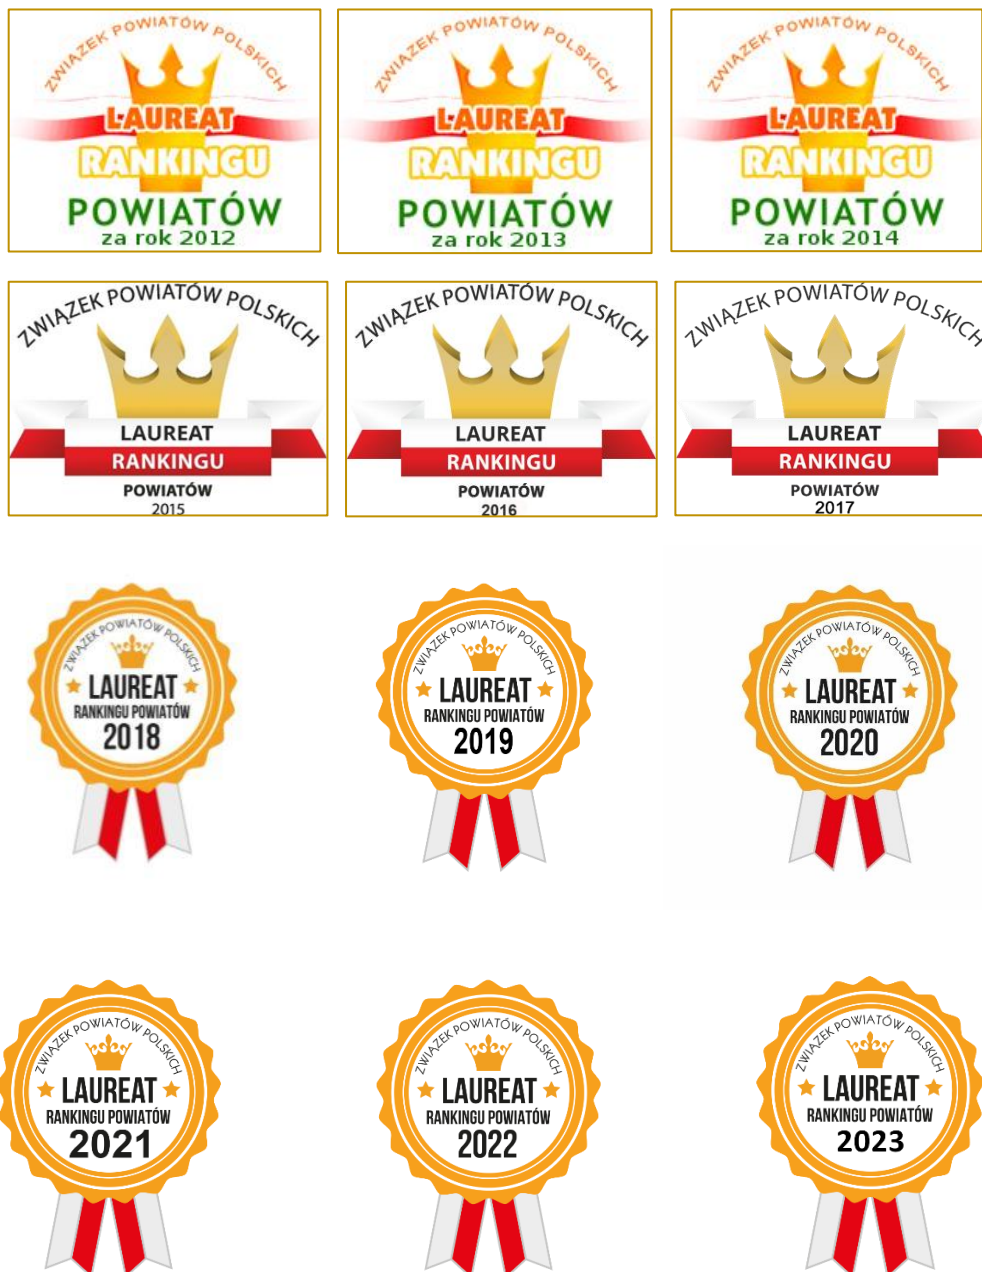 ZWIĄZEK POWIATÓW POLSKICH
LAUREAT
RANKINGU
POWIATÓW
za rok 2012
ZWIĄZEK POWIATÓW POLSKICH
LAUREAT
RANKINGU
POWIATÓW
za rok 2013
ZWIĄZEK POWIATÓW POLSKICH
LAUREAT
RANKINGU
POWIATÓW
za rok 2014
ZWIĄZEK POWIATÓW POLSKICH
LAUREAT
RANKINGU
POWIATÓW
2015
ZWIĄZEK POWIATÓW POLSKICH
LAUREAT
RANKINGU
POWIATÓW
2016
ZWIĄZEK POWIATÓW POLSKICH
LAUREAT
RANKINGU
POWIATÓW
2017
ZWIĄZEK POWIATÓW POLSKICH
LAUREAT
RANKINGU POWIATÓW
2018
ZWIĄZEK POWIATÓW POLSKICH
LAUREAT
RANKINGU POWIATÓW
2019
ZWIĄZEK POWIATÓW POLSKICH
LAUREAT
RANKINGU POWIATÓW
2020
ZWIĄZEK POWIATÓW POLSKICH
LAUREAT
RANKINGU POWIATÓW
2021
ZWIĄZEK POWIATÓW POLSKICH
LAUREAT
RANKINGU POWIATÓW
2022
ZWIĄZEK POWIATÓW POLSKICH
LAUREAT
RANKINGU POWIATÓW
2023